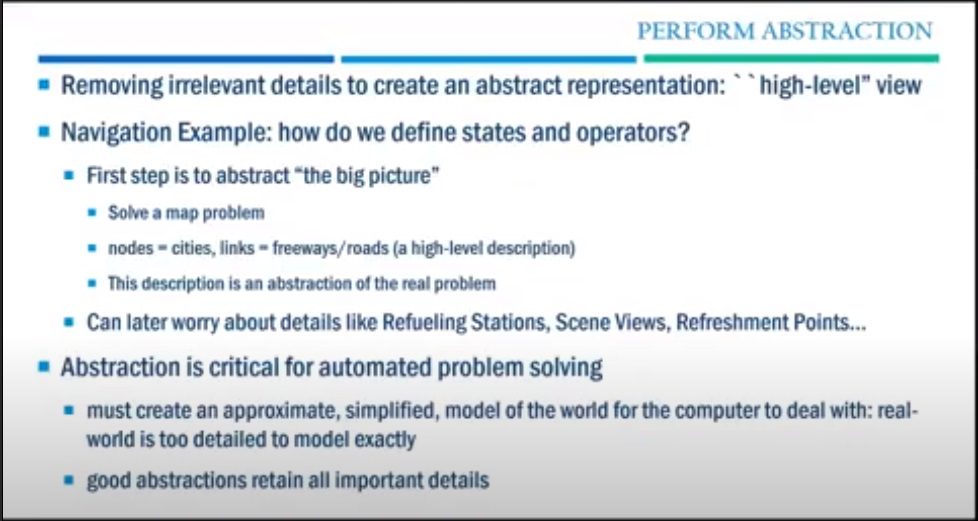 PERFORM ABSTRACTION
▪ Removing irrelevant details to create an abstract representation: ``high-level” view
▪ Navigation Example: how do we define states and operators?
▪ First step is to abstract “the big picture”
▪ Solve a map problem
▪ nodes = cities, links = freeways/roads (a high-level description)
▪ This description is an abstraction of the real problem
▪ Can later worry about details like Refueling Stations, Scene Views, Refreshment Points...
▪ Abstraction is critical for automated problem solving
▪ must create an approximate, simplified, model of the world for the computer to deal with: real-
world is too detailed to model exactly
▪ good abstractions retain all important details